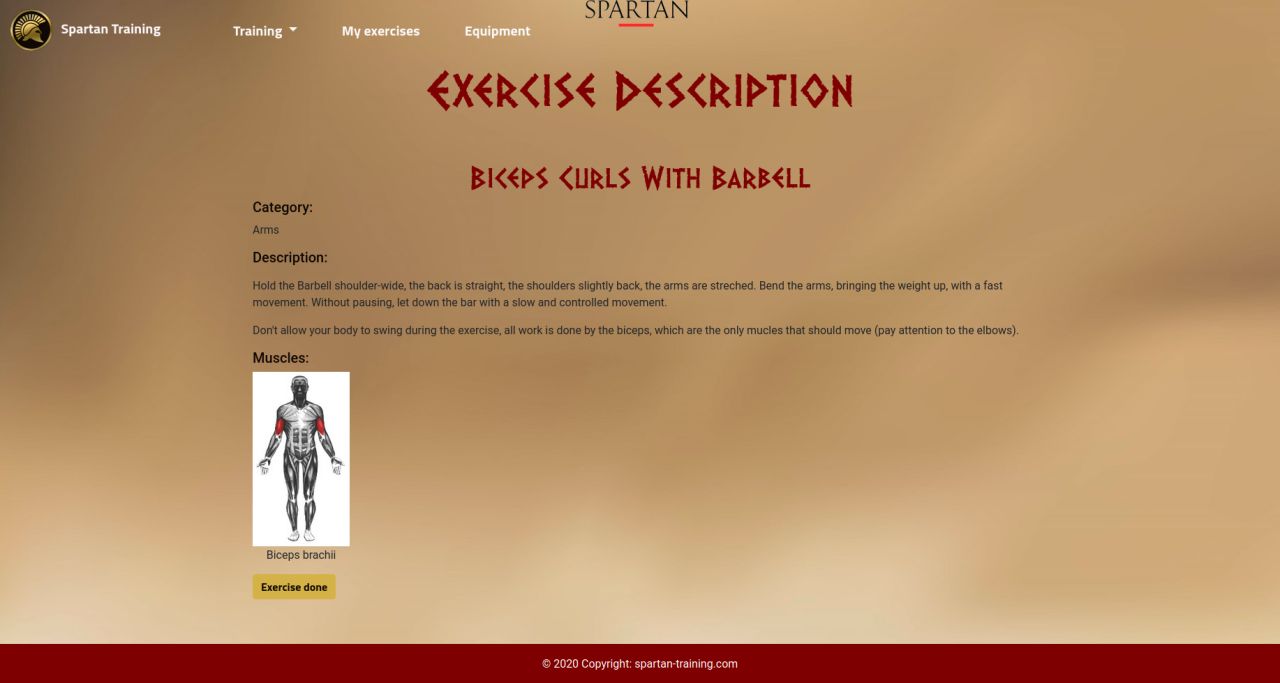 SPARTAN
Spartan Training
Training
My exercises
Equipment
Exercise Description
Biceps Curls With Barbell
Category:
Arms
Description:
Hold the Barbell shoulder-wide, the back is straight, the shoulders slightly back, the arms are streched. Bend the arms, bringing the weight up, with a fast
movement. Without pausing, let down the bar with a slow and controlled movement.
Don't allow your body to swing during the exercise, all work is done by the biceps, which are the only mucles that should move (pay attention to the elbows).
Muscles:
Biceps brachii
Exercise done
© 2020 Copyright: spartan-training.com